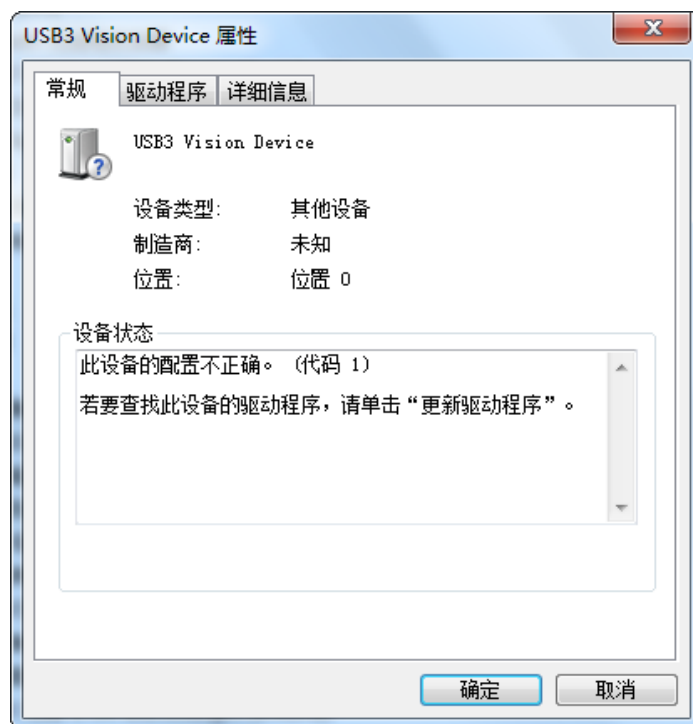 USB3 Vision Device 属性
常规 驱动程序 详细信息
USB3 Vision Device
设备类型: 其他设备
制造商: 未知
位置: 位置 0
设备状态
此设备的配置不正确。 (代码 1)
若要查找此设备的驱动程序，请单击“更新驱动程序”。
确定 取消